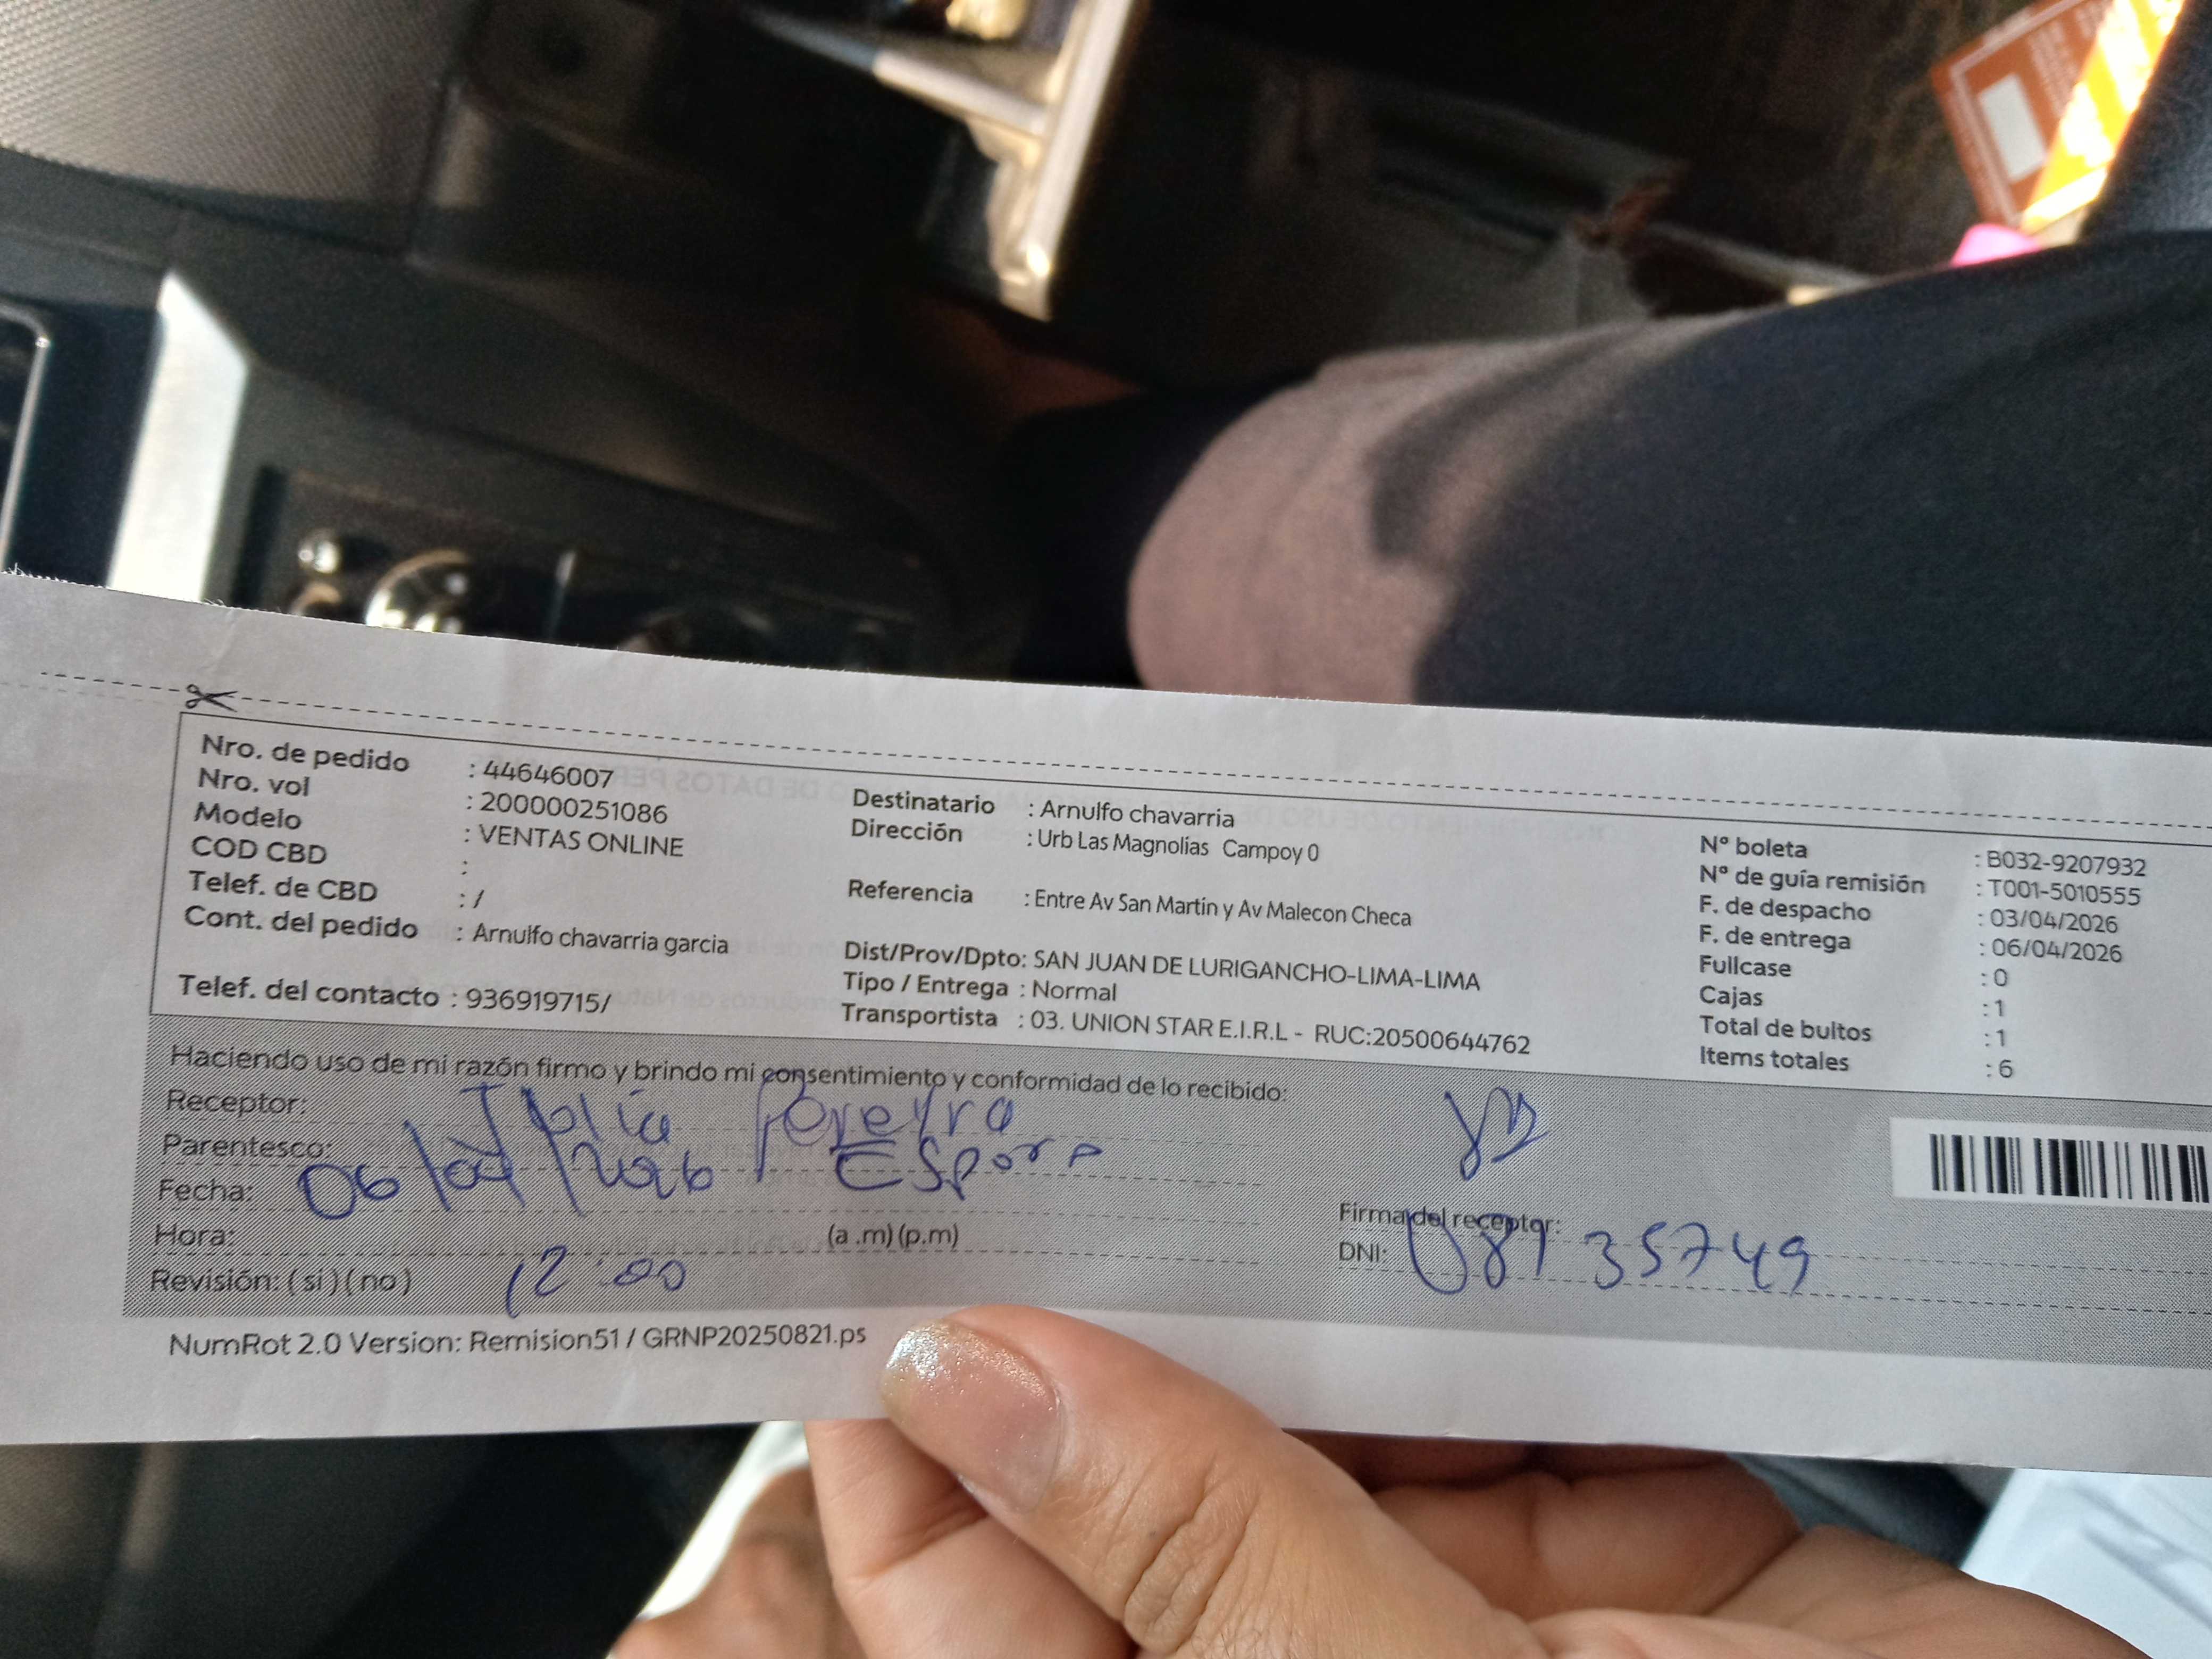 Nro. de pedido : 44646007
Nro. vol : 200000251086
Modelo : VENTAS ONLINE
COD CBD :
Telef. de CBD : /
Cont. del pedido : Arnulfo chavarria garcia
Telef. del contacto : 936919715/
Destinatario : Arnulfo chavarria
Dirección : Urb Las Magnolias Campoy 0
Referencia : Entre Av San Martin y Av Malecon Checa
Dist/Prov/Dpto: SAN JUAN DE LURIGANCHO-LIMA-LIMA
Tipo / Entrega : Normal
Transportista : 03. UNION STAR E.I.R.L - RUC:20500644762
N° boleta : B032-9207932
N° de guía remisión : T001-5010555
F. de despacho : 03/04/2026
F. de entrega : 06/04/2026
Fullcase : 0
Cajas : 1
Total de bultos : 1
Items totales : 6
Haciendo uso de mi razón firmo y brindo mi consentimiento y conformidad de lo recibido:
Receptor: Pereyra
Parentesco: Espora
Fecha: 06/04/2026
Hora: (a .m) (p.m)
Revisión: ( si ) ( no ) 12:00
Firma del receptor:
DNI: 08135749
NumRot 2.0 Version: Remision51 / GRNP20250821.ps